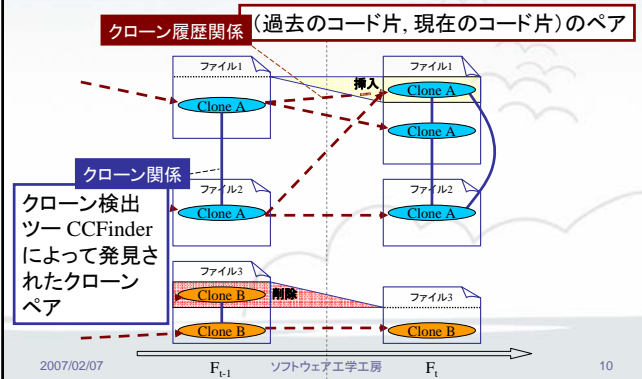 クローン履歴関係
(過去のコード片, 現在のコード片)のペア
ファイル1
Clone A
挿入
ファイル1
Clone A
Clone A
クローン関係
クローン検出
ツー CCFinder
によって発見さ
れたクローン
ペア
ファイル2
Clone A
ファイル2
Clone A
ファイル3
Clone B
削除
Clone B
ファイル3
Clone B
2007/02/07
Ft-1
ソフトウェア工学工房
Ft
10